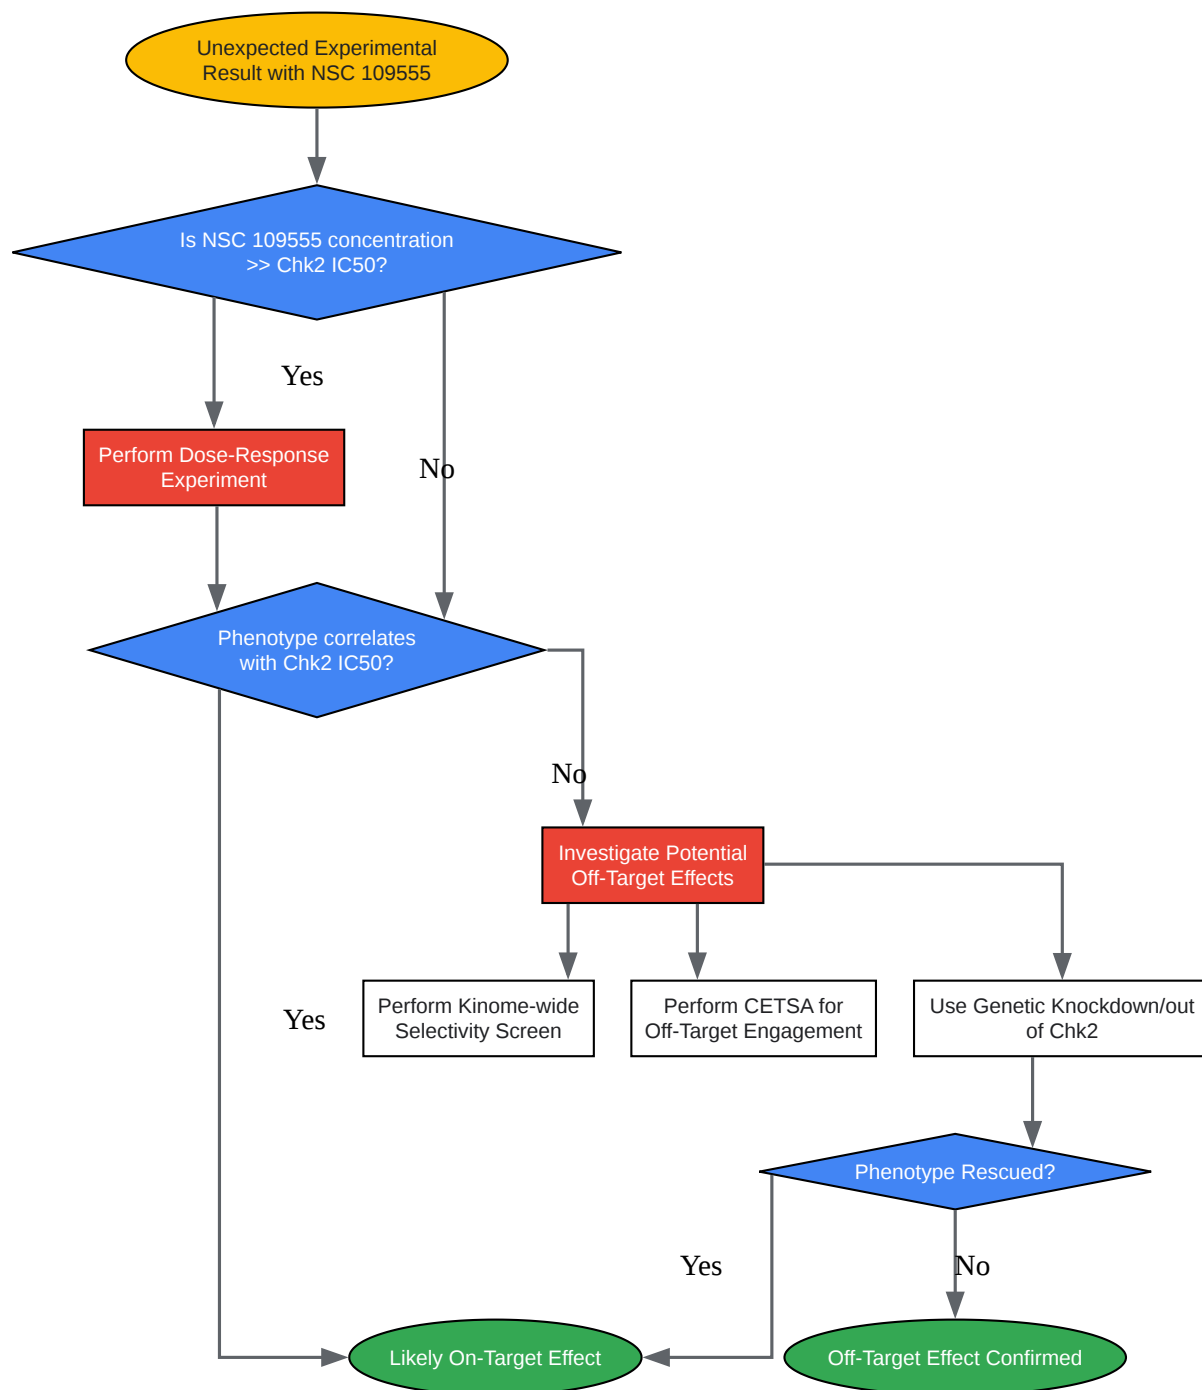 Unexpected Experimental
Result with NSC 109555
Is NSC 109555 concentration
>> Chk2 IC50?
Yes
Perform Dose-Response
Experiment
No
Phenotype correlates
with Chk2 IC50?
No
Investigate Potential
Off-Target Effects
Perform Kinome-wide
Selectivity Screen
Perform CETSA for
Off-Target Engagement
Use Genetic Knockdown/out
of Chk2
Yes
Phenotype Rescued?
Yes
No
Likely On-Target Effect
Off-Target Effect Confirmed